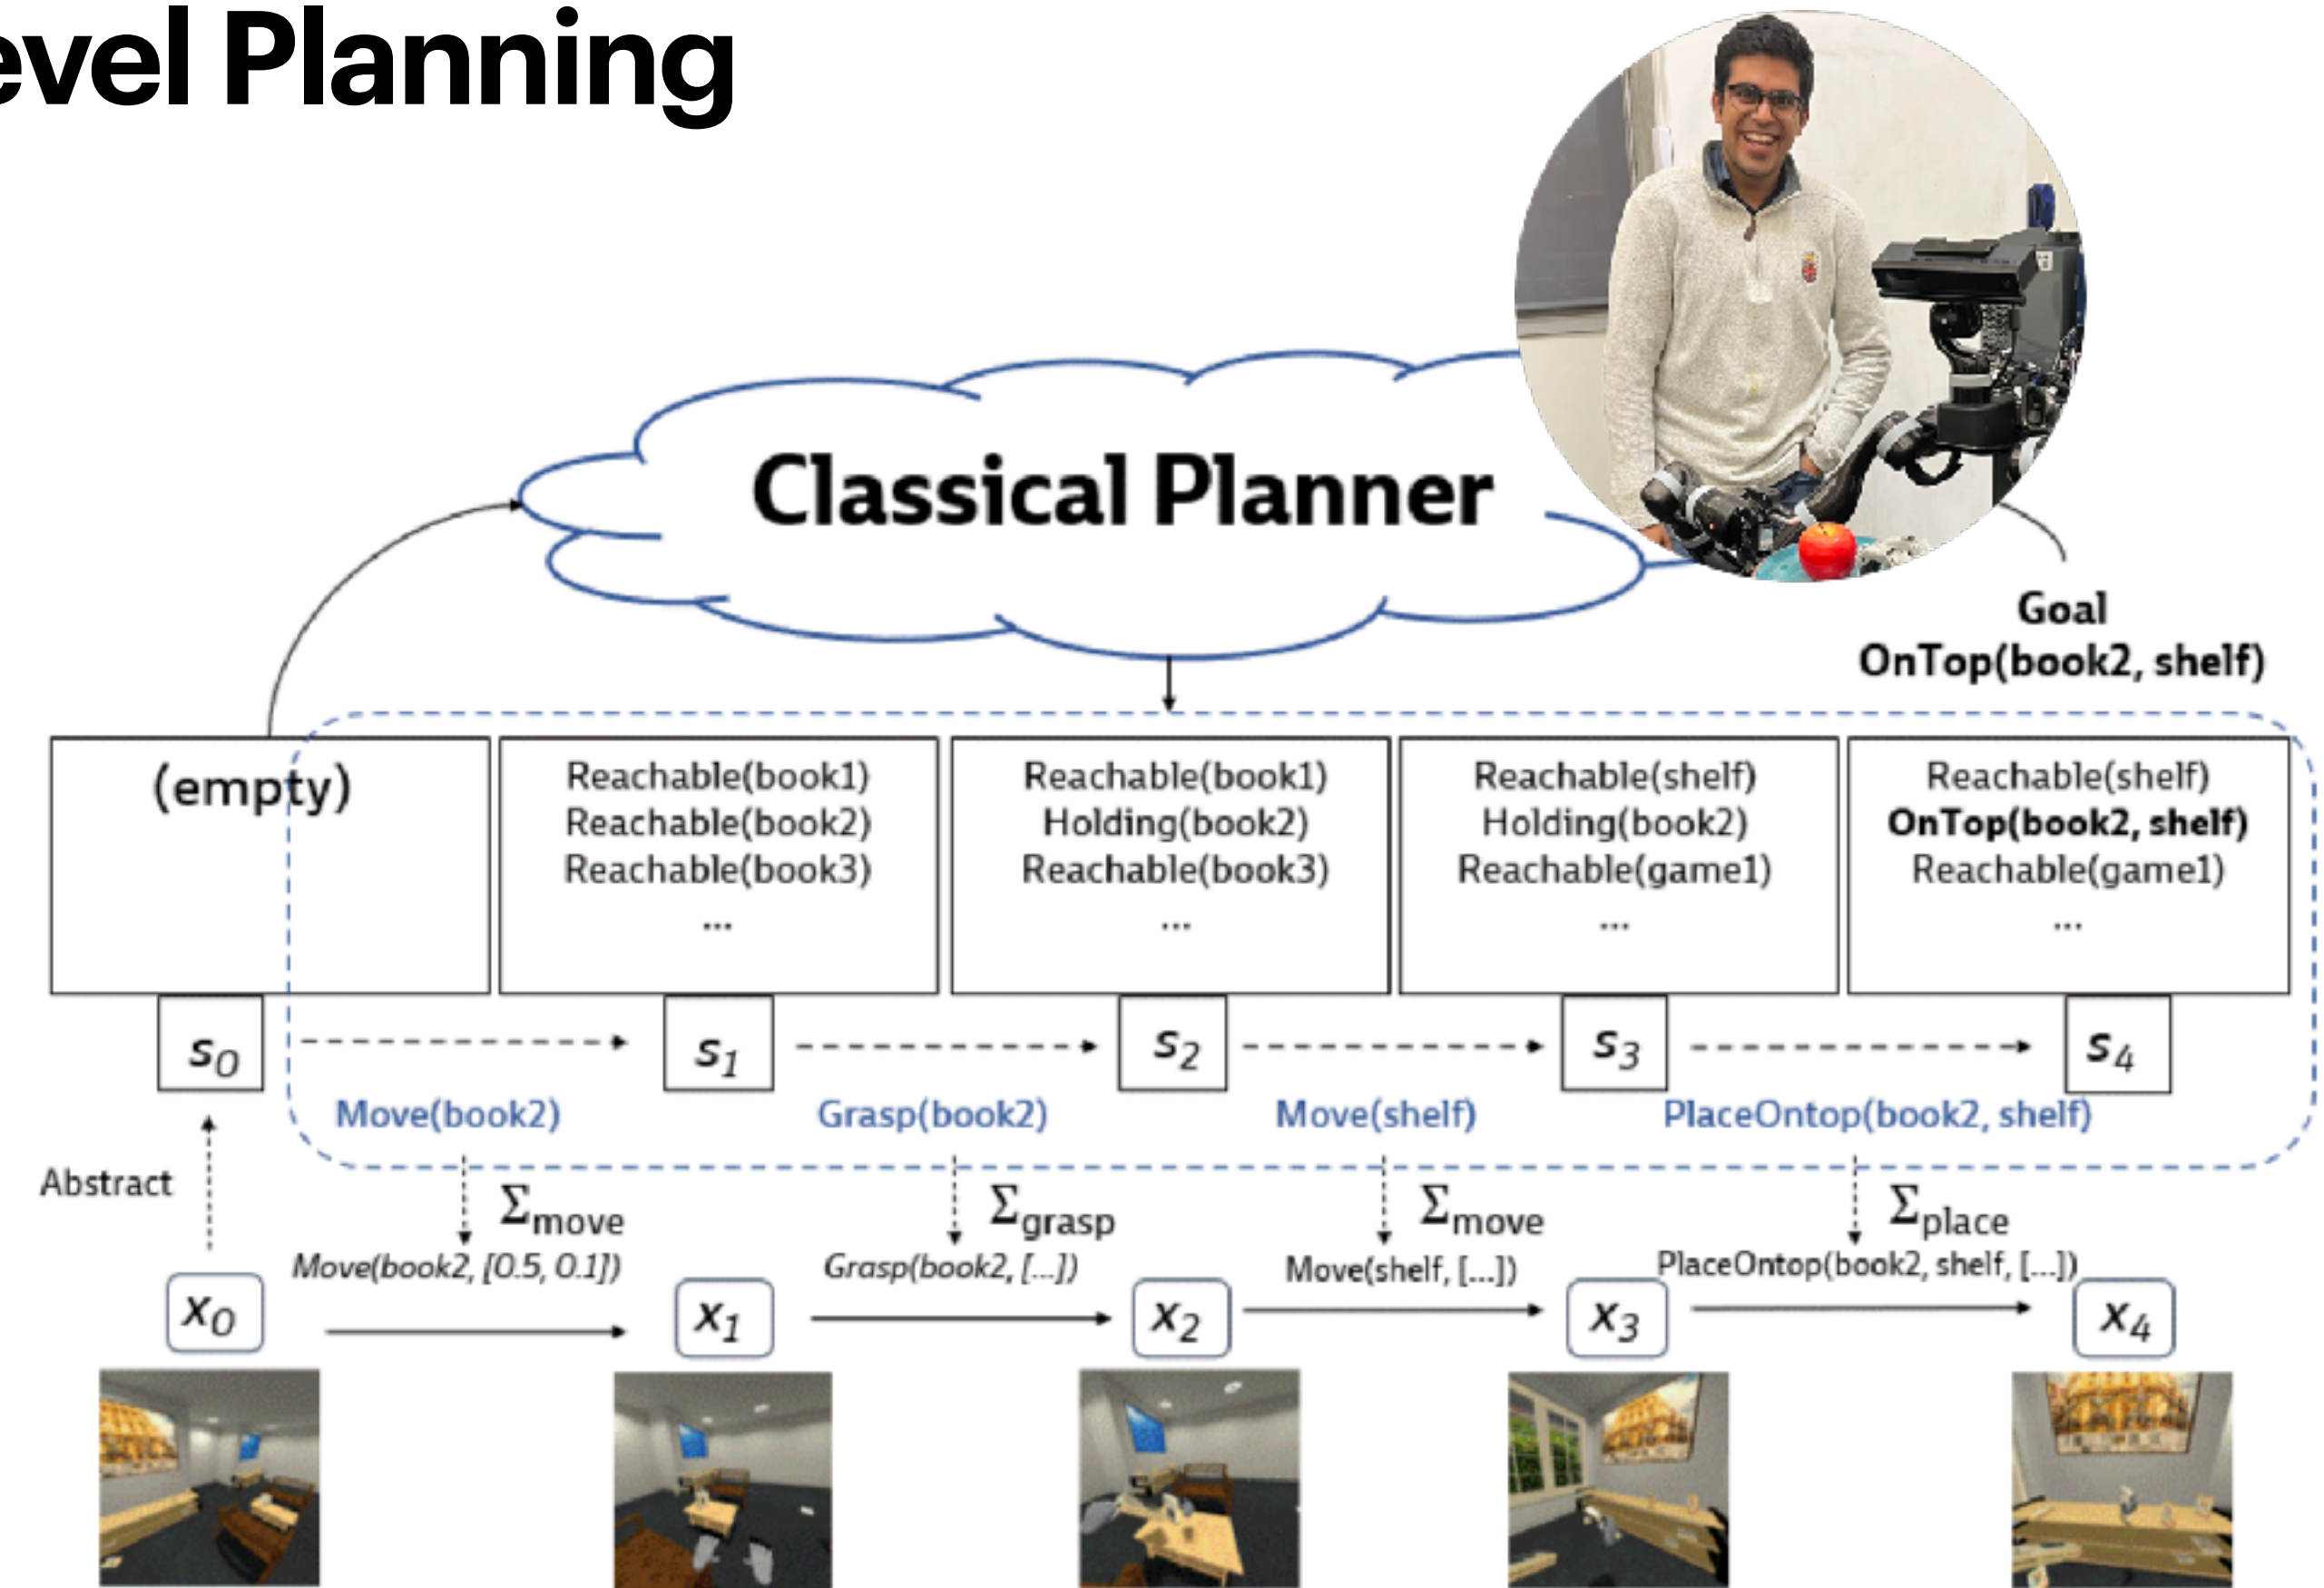 evel Planning
Classical Planner
Goal
OnTop(book2, shelf)
(empty)
Reachable(book1)
Reachable(book2)
Reachable(book3)
...
Reachable(book1)
Holding(book2)
Reachable(book3)
...
Reachable(shelf)
Holding(book2)
Reachable(game1)
...
Reachable(shelf)
OnTop(book2, shelf)
Reachable(game1)
...
s0
s1
s2
s3
s4
Move(book2)
Grasp(book2)
Move(shelf)
PlaceOntop(book2, shelf)
Abstract
Σmove
Σgrasp
Σmove
Σplace
Move(book2, [0.5, 0.1])
Grasp(book2, [...])
Move(shelf, [...])
PlaceOntop(book2, shelf, [...])
x0
x1
x2
x3
x4